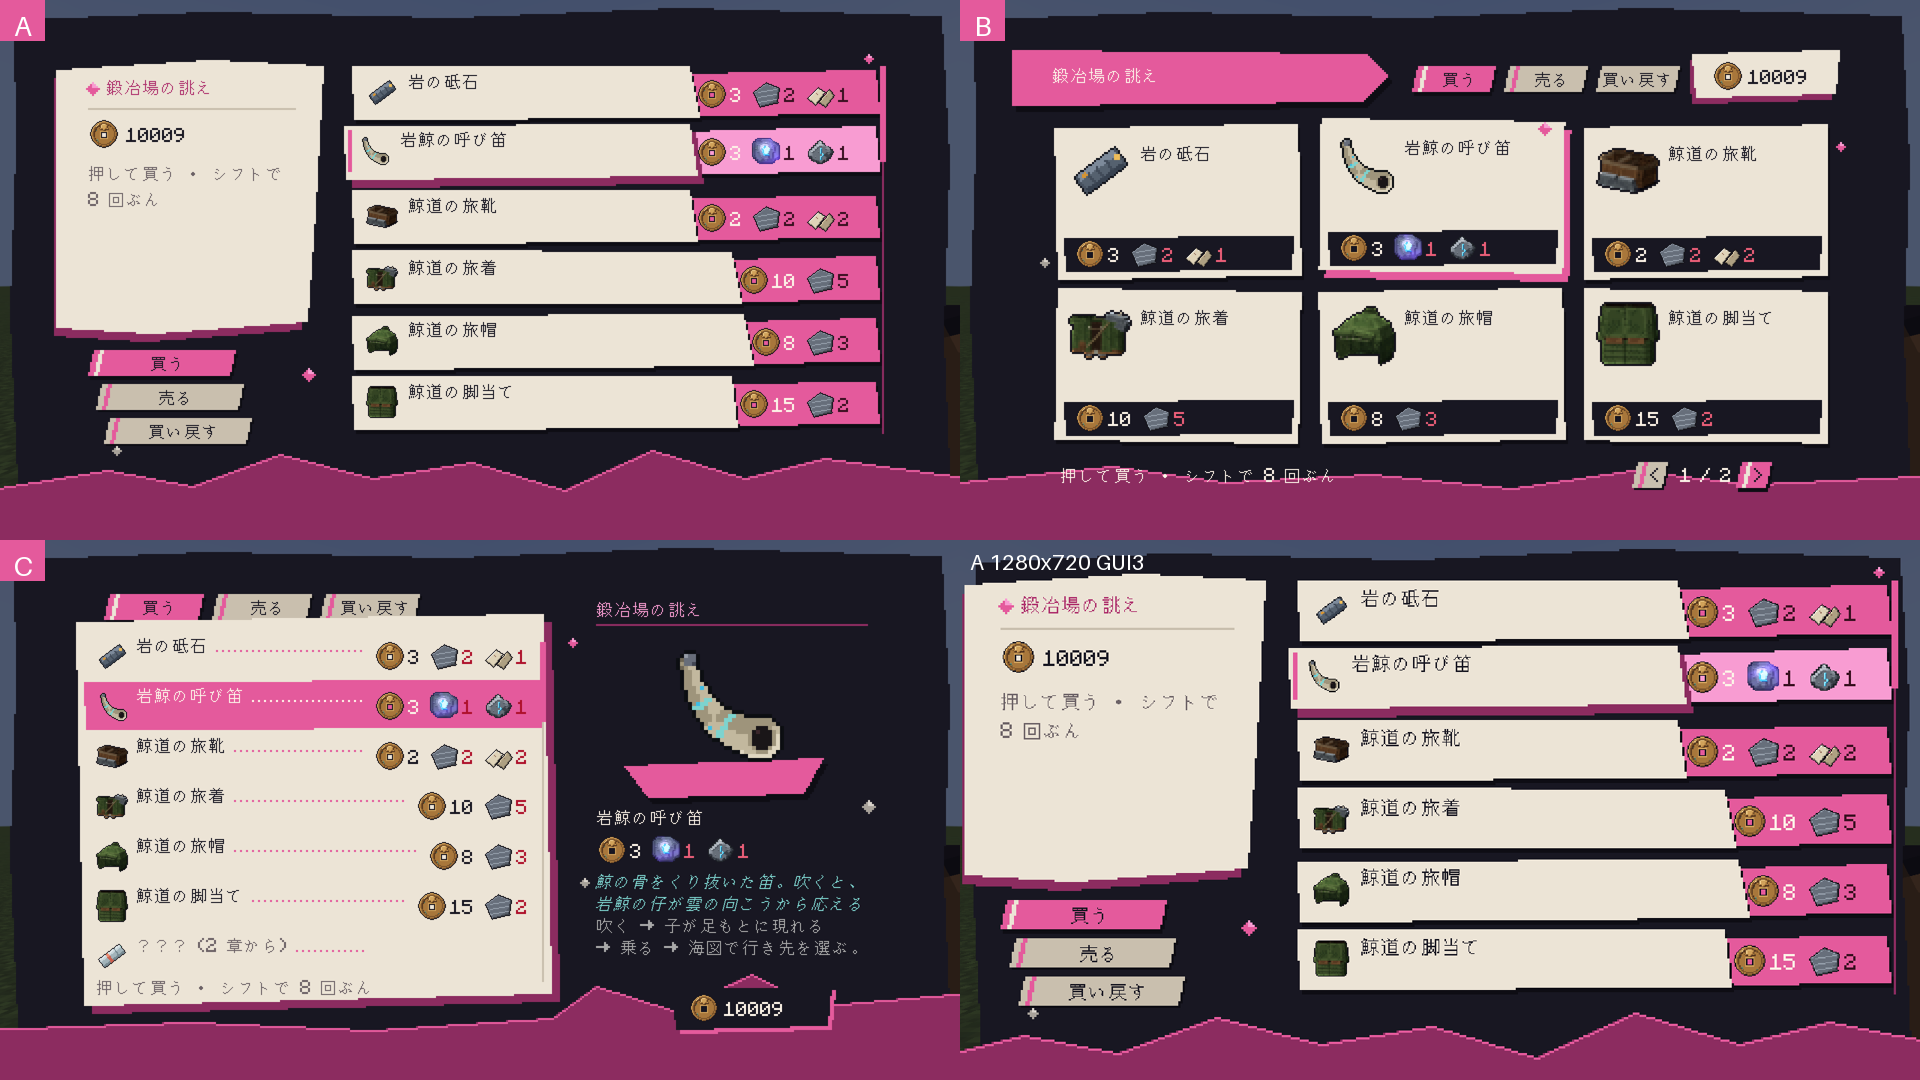 A
鍛冶場の誂え
10009
押して買う ・ シフトで
8 回ぶん
買う
売る
買い戻す
岩の砥石
3 2 1
岩鯨の呼び笛
3 1 1
鯨道の旅靴
2 2 2
鯨道の旅着
10 5
鯨道の旅帽
8 3
鯨道の脚当て
15 2
B
鍛冶場の誂え
買う
売る
買い戻す
10009
岩の砥石
3 2 1
岩鯨の呼び笛
3 1 1
鯨道の旅靴
2 2 2
鯨道の旅着
10 5
鯨道の旅帽
8 3
鯨道の脚当て
15 2
押して買う ・ シフトで 8 回ぶん
< 1 / 2 >
C
買う
売る
買い戻す
岩の砥石 3 2 1
岩鯨の呼び笛 3 1 1
鯨道の旅靴 2 2 2
鯨道の旅着 10 5
鯨道の旅帽 8 3
鯨道の脚当て 15 2
??? (2 章から)
押して買う ・ シフトで 8 回ぶん
鍛冶場の誂え
岩鯨の呼び笛
3 1 1
鯨の骨をくり抜いた笛。吹くと、
岩鯨の仔が雲の向こうから応える
吹く → 子が足もとに現れる
→ 乗る → 海図で行き先を選ぶ。
10009
A 1280x720 GUI3
鍛冶場の誂え
10009
押して買う ・ シフトで
8 回ぶん
買う
売る
買い戻す
岩の砥石
3 2 1
岩鯨の呼び笛
3 1 1
鯨道の旅靴
2 2 2
鯨道の旅着
10 5
鯨道の旅帽
8 3
鯨道の脚当て
15 2